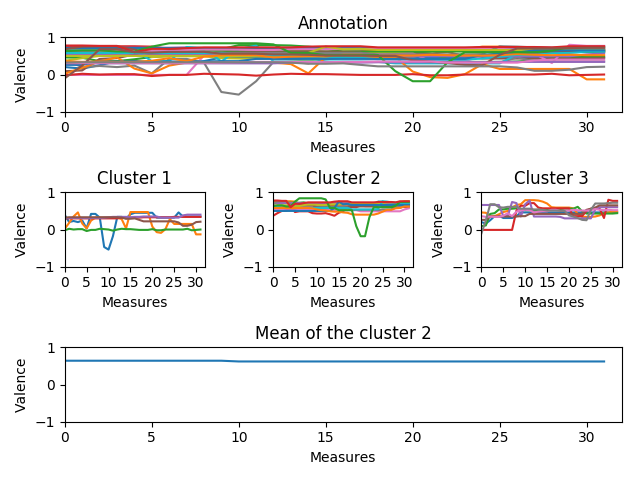 Annotation
Valence
1
0
−1
0 5 10 15 20 25 30
Measures
Cluster 1 Cluster 2 Cluster 3
Valence Valence Valence
1 1 1
0 0 0
−1 −1 −1
0 5 10 15 20 25 30 0 5 10 15 20 25 30 0 5 10 15 20 25 30
Measures Measures Measures
Mean of the cluster 2
Valence
1
0
−1
0 5 10 15 20 25 30
Measures